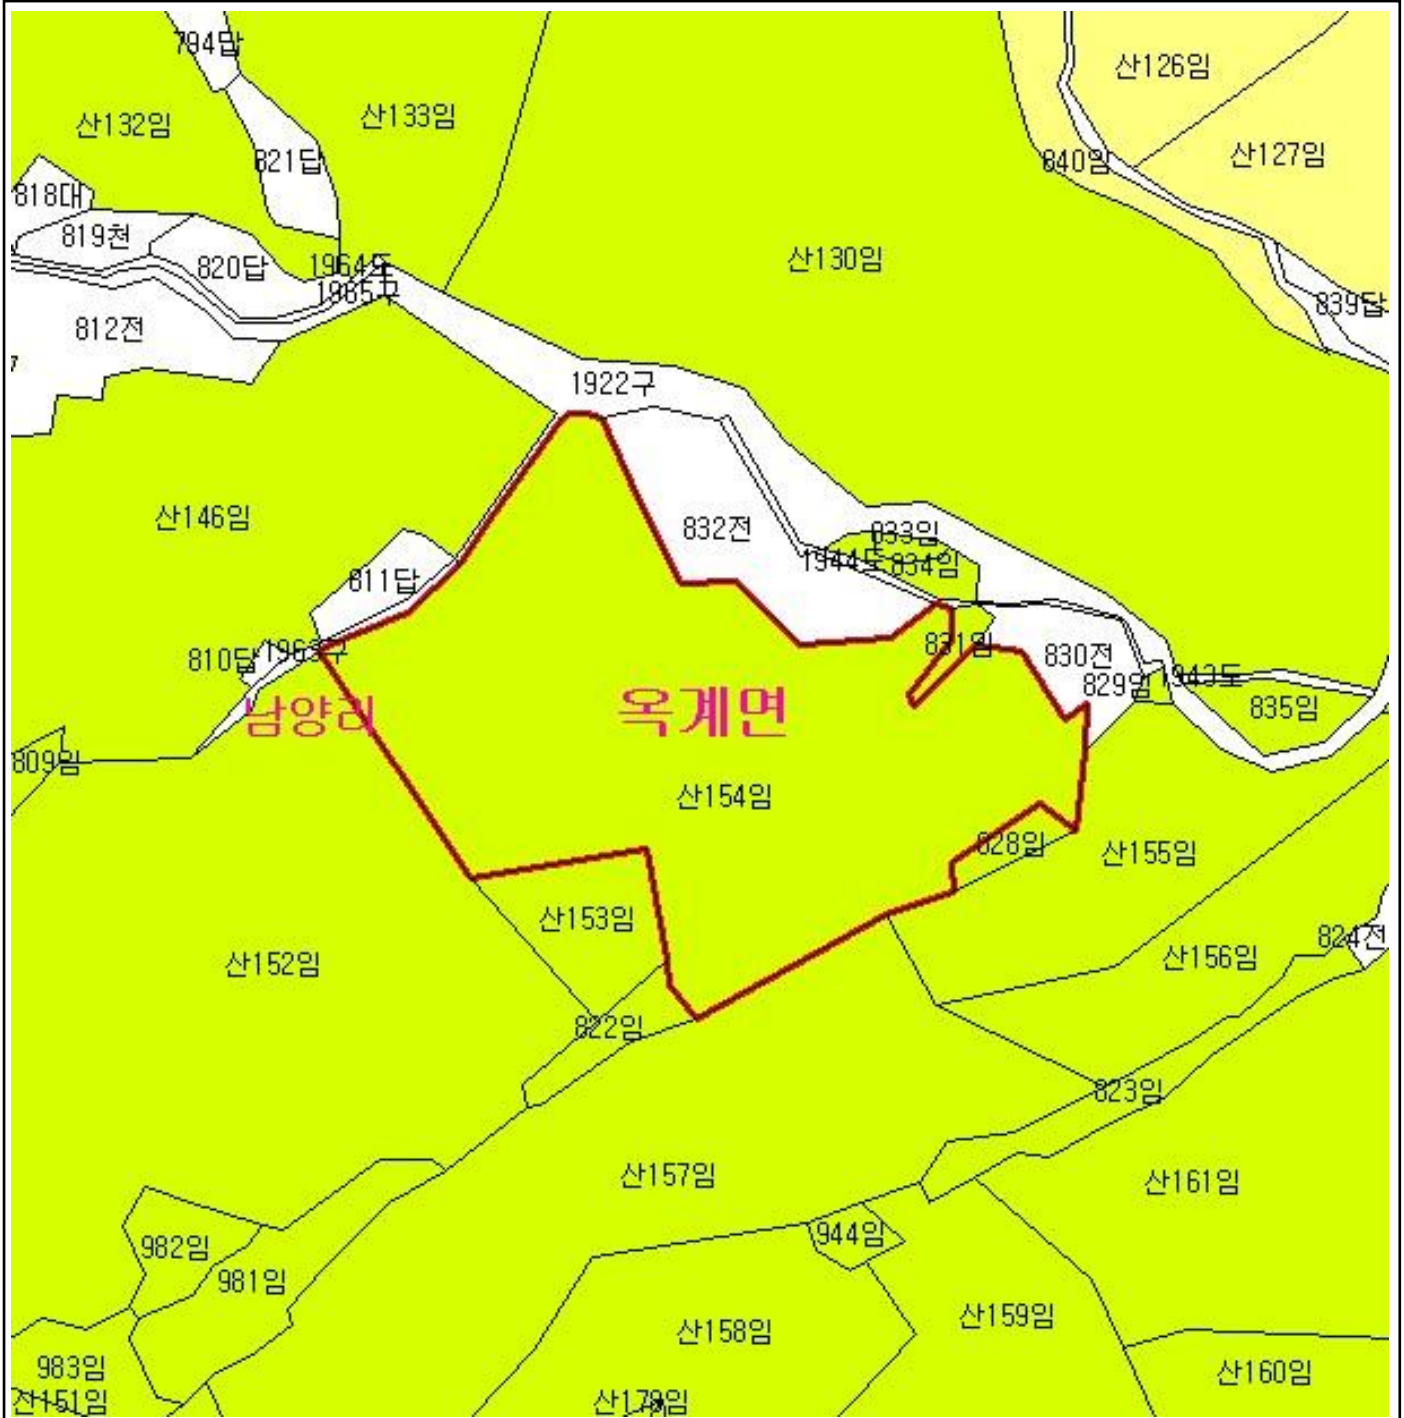 794답
산126임
산133임
산132임
821답
840임
산127임
818대
819천
820답
1964도
1965구
산130임
839답
812전
7
1922구
산146임
832전
833임
1944도
834임
811답
831임
830전
810답
1963구
829임
1943도
835임
남양리
옥계면
809임
산154임
828임
산155임
산153임
산152임
824전
산156임
822임
823임
산157임
산161임
944임
982임
981임
산159임
산158임
983임
산160임
산151임
산179임